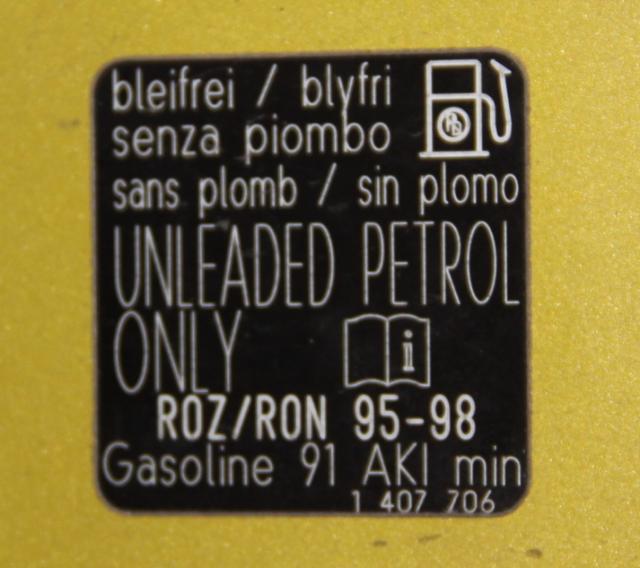 bleifrei / blyfri
senza piombo
sans plomb / sin plomo
UNLEADED PETROL
ONLY i
ROZ/RON 95-98
Gasoline 91 AKI min
1 407 706